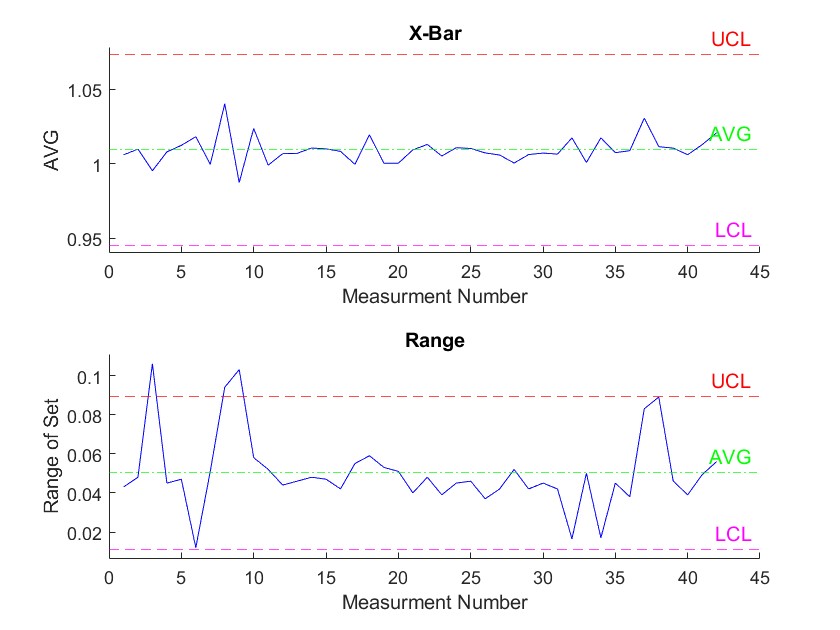 X-Bar
UCL
1.05
AVG
AVG
1
LCL
0.95
0 5 10 15 20 25 30 35 40 45
Measurment Number
Range
0.1
UCL
0.08
0.06
AVG
Range of Set
0.04
LCL
0.02
0 5 10 15 20 25 30 35 40 45
Measurment Number